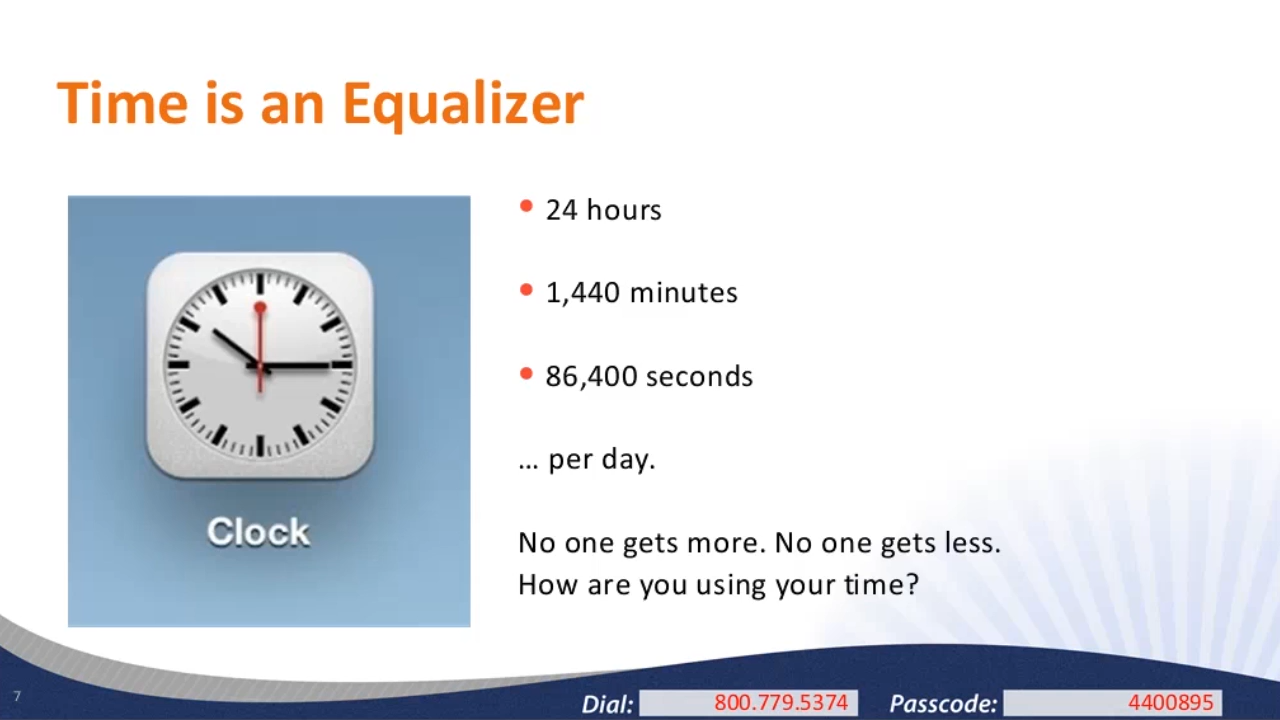 Time is an Equalizer
• 24 hours
• 1,440 minutes
• 86,400 seconds
... per day.
No one gets more. No one gets less.
How are you using your time?
Clock
7
Dial: 800.779.5374 Passcode: 4400895